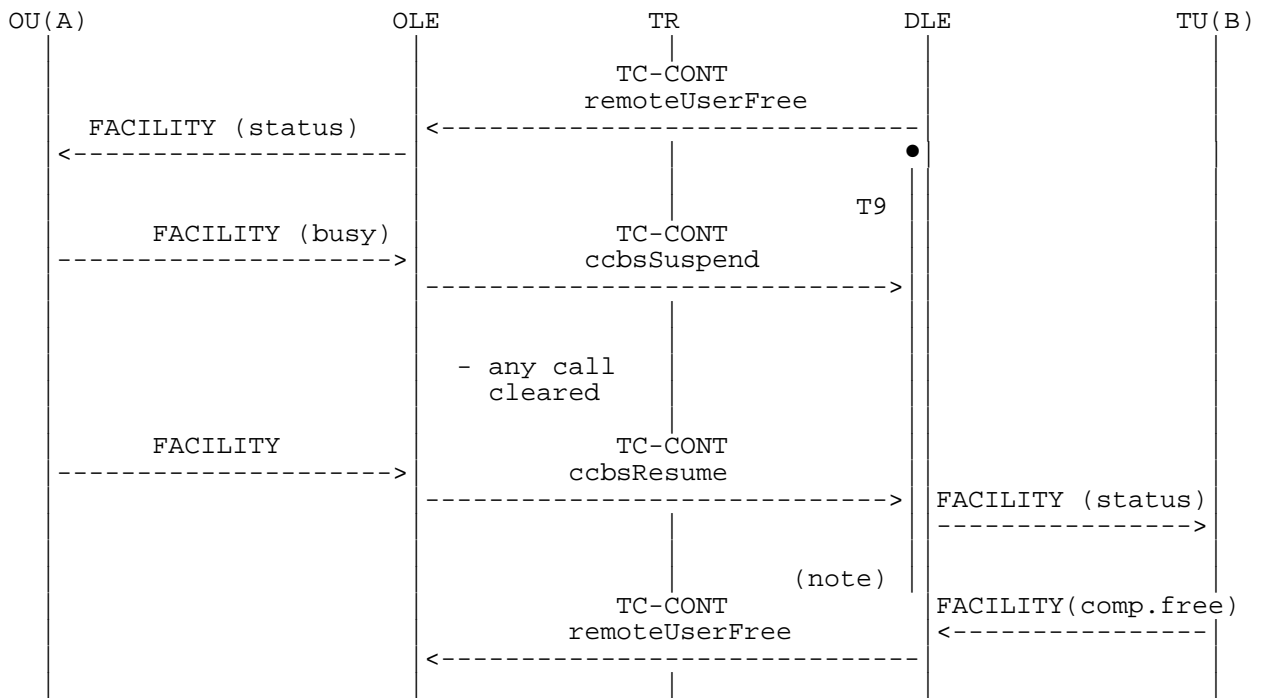 OU(A) OLE TR DLE TU(B)
TC-CONT
remoteUserFree
FACILITY (status)
T9
FACILITY (busy) TC-CONT
ccbsSuspend
- any call
cleared
FACILITY TC-CONT
ccbsResume
FACILITY (status)
(note)
TC-CONT FACILITY(comp.free)
remoteUserFree